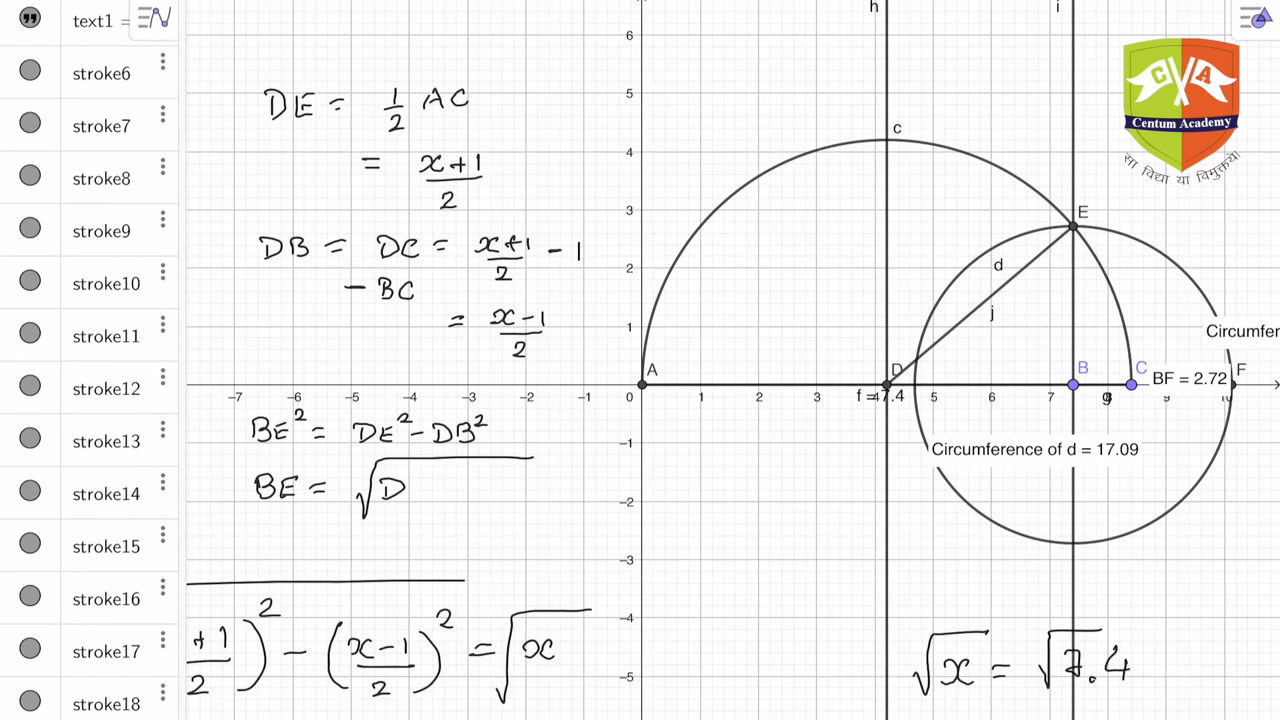 text1 =
stroke6
stroke7
stroke8
stroke9
stroke10
stroke11
stroke12
stroke13
stroke14
stroke15
stroke16
stroke17
stroke18
DE = 1/2 AC
= x+1/2
DB = DC = x+1/2 - 1
- BC
= x-1/2
BE² = DE² - DB²
BE = √D
+1/2)² - (x-1/2)² = √x
√x = √7.4
h
i
6
5
4
3
2
1
0
-1
-2
-3
-4
-5
-7 -6 -5 -4 -3 -2 -1 1 2 3 5 6 7 9
c
E
d
j
A
D
B
C
F
Circumfer
BF = 2.72
Circumference of d = 17.09
C A
Centum Academy
सा विद्या या विमुक्तये